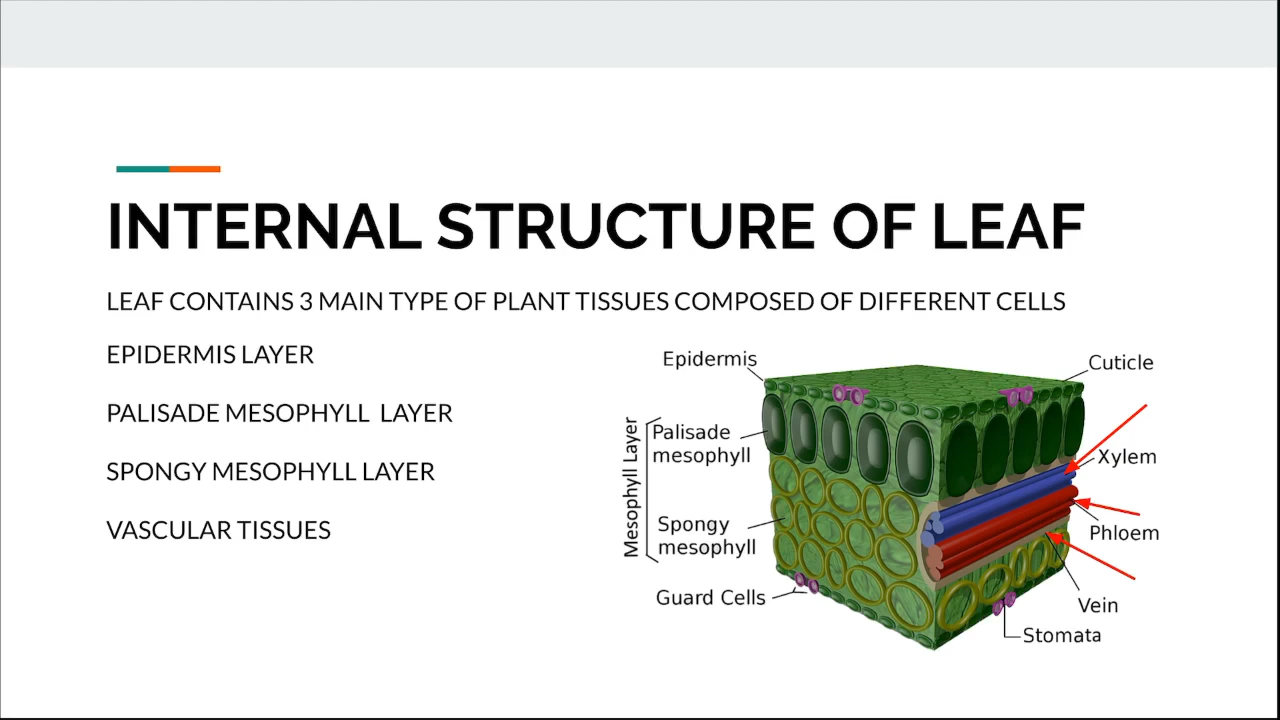 INTERNAL STRUCTURE OF LEAF
LEAF CONTAINS 3 MAIN TYPE OF PLANT TISSUES COMPOSED OF DIFFERENT CELLS
EPIDERMIS LAYER
PALISADE MESOPHYLL LAYER
SPONGY MESOPHYLL LAYER
VASCULAR TISSUES
Epidermis
Cuticle
Mesophyll Layer
Palisade
mesophyll
Xylem
Spongy
mesophyll
Phloem
Guard Cells
Vein
Stomata